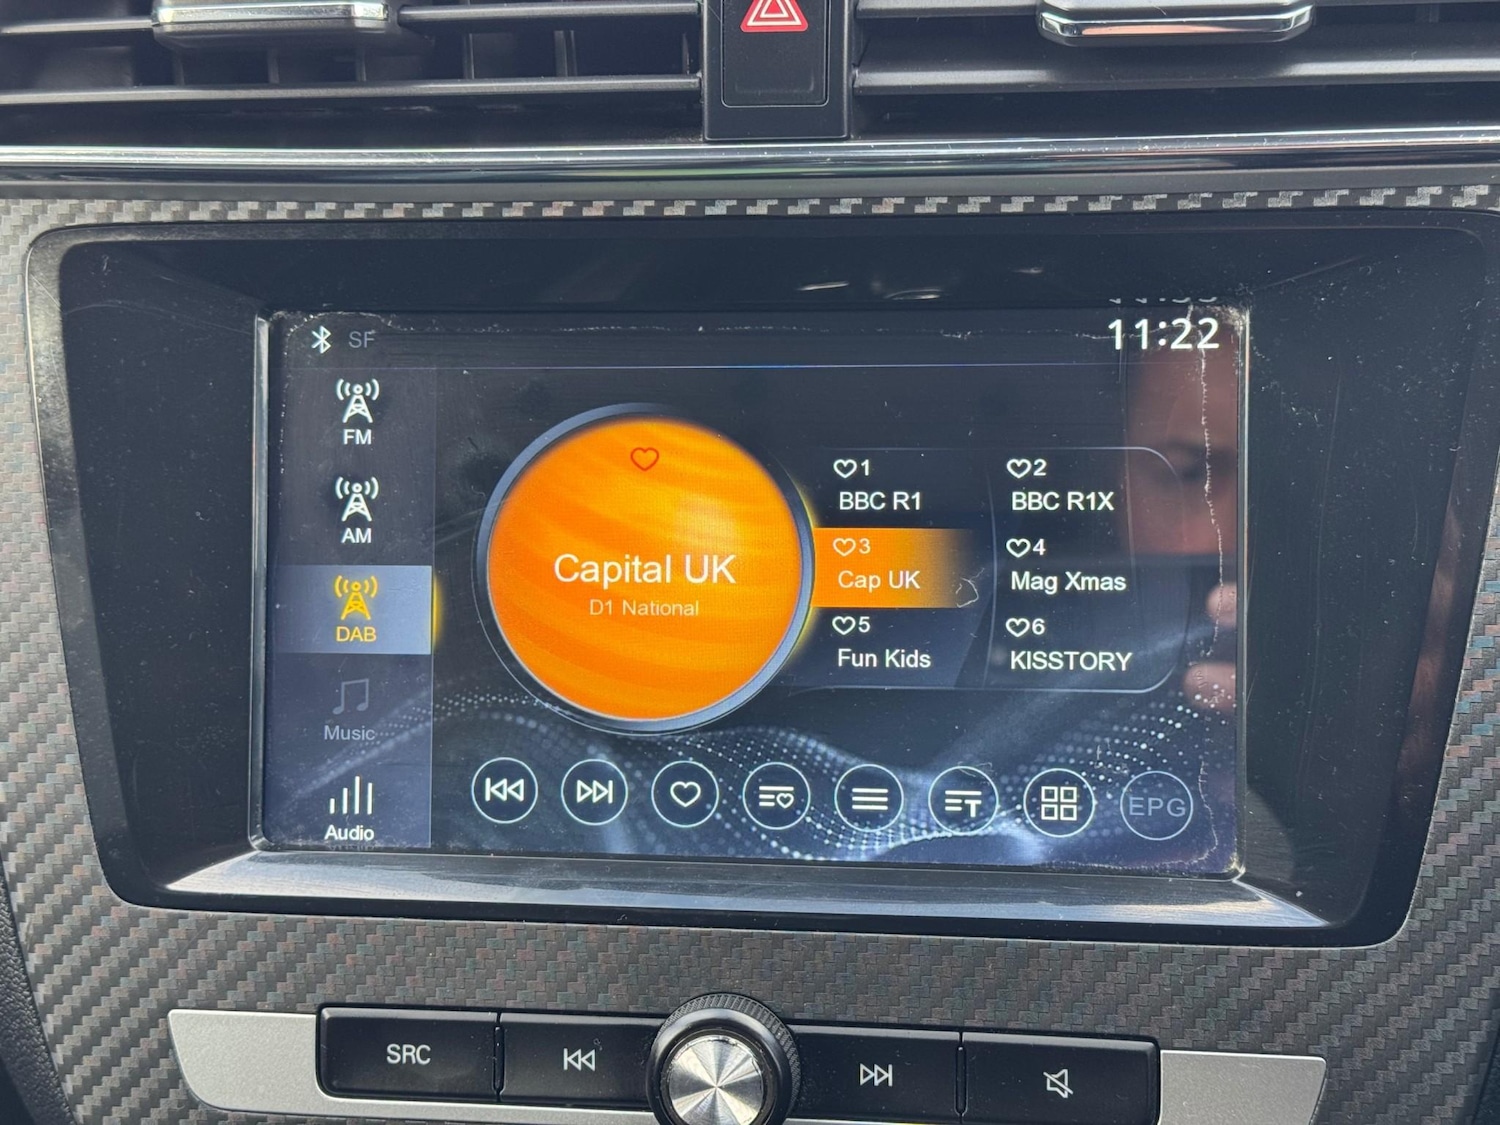 SF
11:22
FM
AM
DAB
Music
Audio
Capital UK
D1 National
1
BBC R1
2
BBC R1X
3
Cap UK
4
Mag Xmas
5
Fun Kids
6
KISSTORY
EPG
SRC